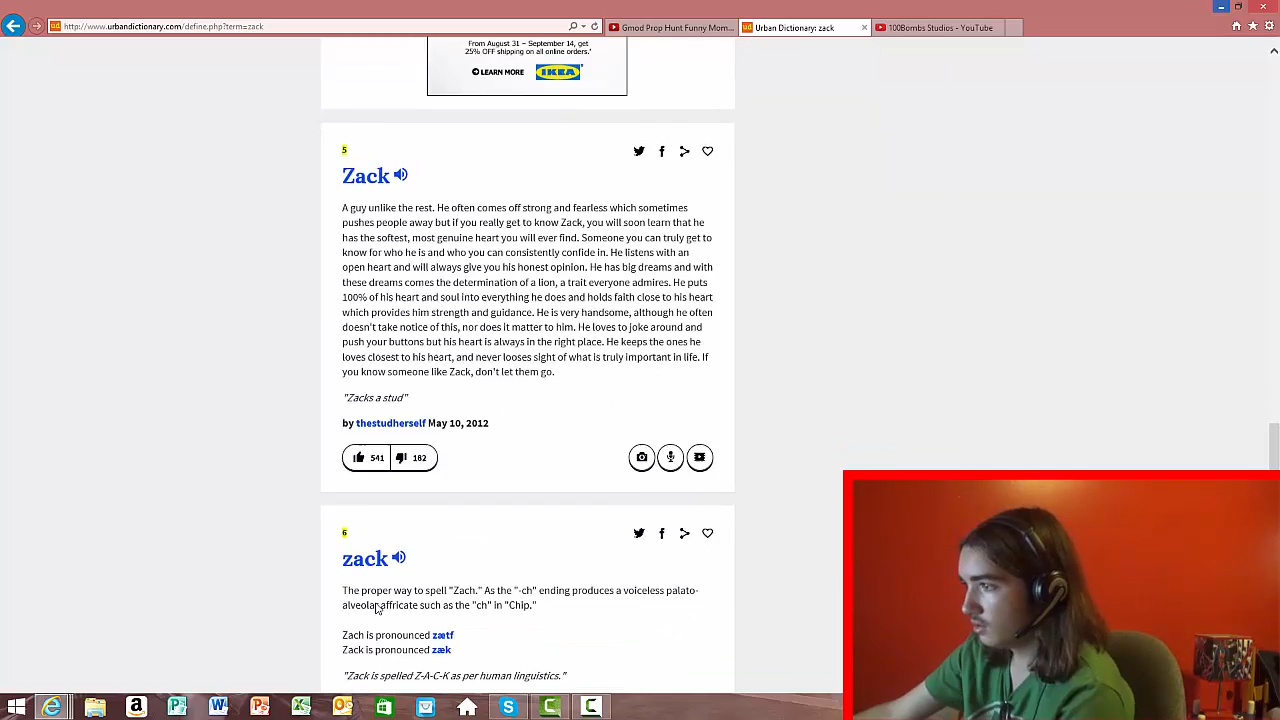 http://www.urbandictionary.com/define.php?term=zack
Gmod Prop Hunt Funny Mom...
Urban Dictionary: zack
100Bombs Studios - YouTube
From August 31 – September 14, get
25% OFF shipping on all online orders.*
LEARN MORE
IKEA
5
Zack
A guy unlike the rest. He often comes off strong and fearless which sometimes
pushes people away but if you really get to know Zack, you will soon learn that he
has the softest, most genuine heart you will ever find. Someone you can truly get to
know for who he is and who you can consistently confide in. He listens with an
open heart and will always give you his honest opinion. He has big dreams and with
these dreams comes the determination of a lion, a trait everyone admires. He puts
100% of his heart and soul into everything he does and holds faith close to his heart
which provides him strength and guidance. He is very handsome, although he often
doesn't take notice of this, nor does it matter to him. He loves to joke around and
push your buttons but his heart is always in the right place. He keeps the ones he
loves closest to his heart, and never looses sight of what is truly important in life. If
you know someone like Zack, don't let them go.
"Zacks a stud"
by thestudherself May 10, 2012
541
182
6
zack
The proper way to spell "Zach." As the "-ch" ending produces a voiceless palato-
alveolar affricate such as the "ch" in "Chip."
Zach is pronounced zætf
Zack is pronounced zæk
"Zack is spelled Z-A-C-K as per human linguistics."